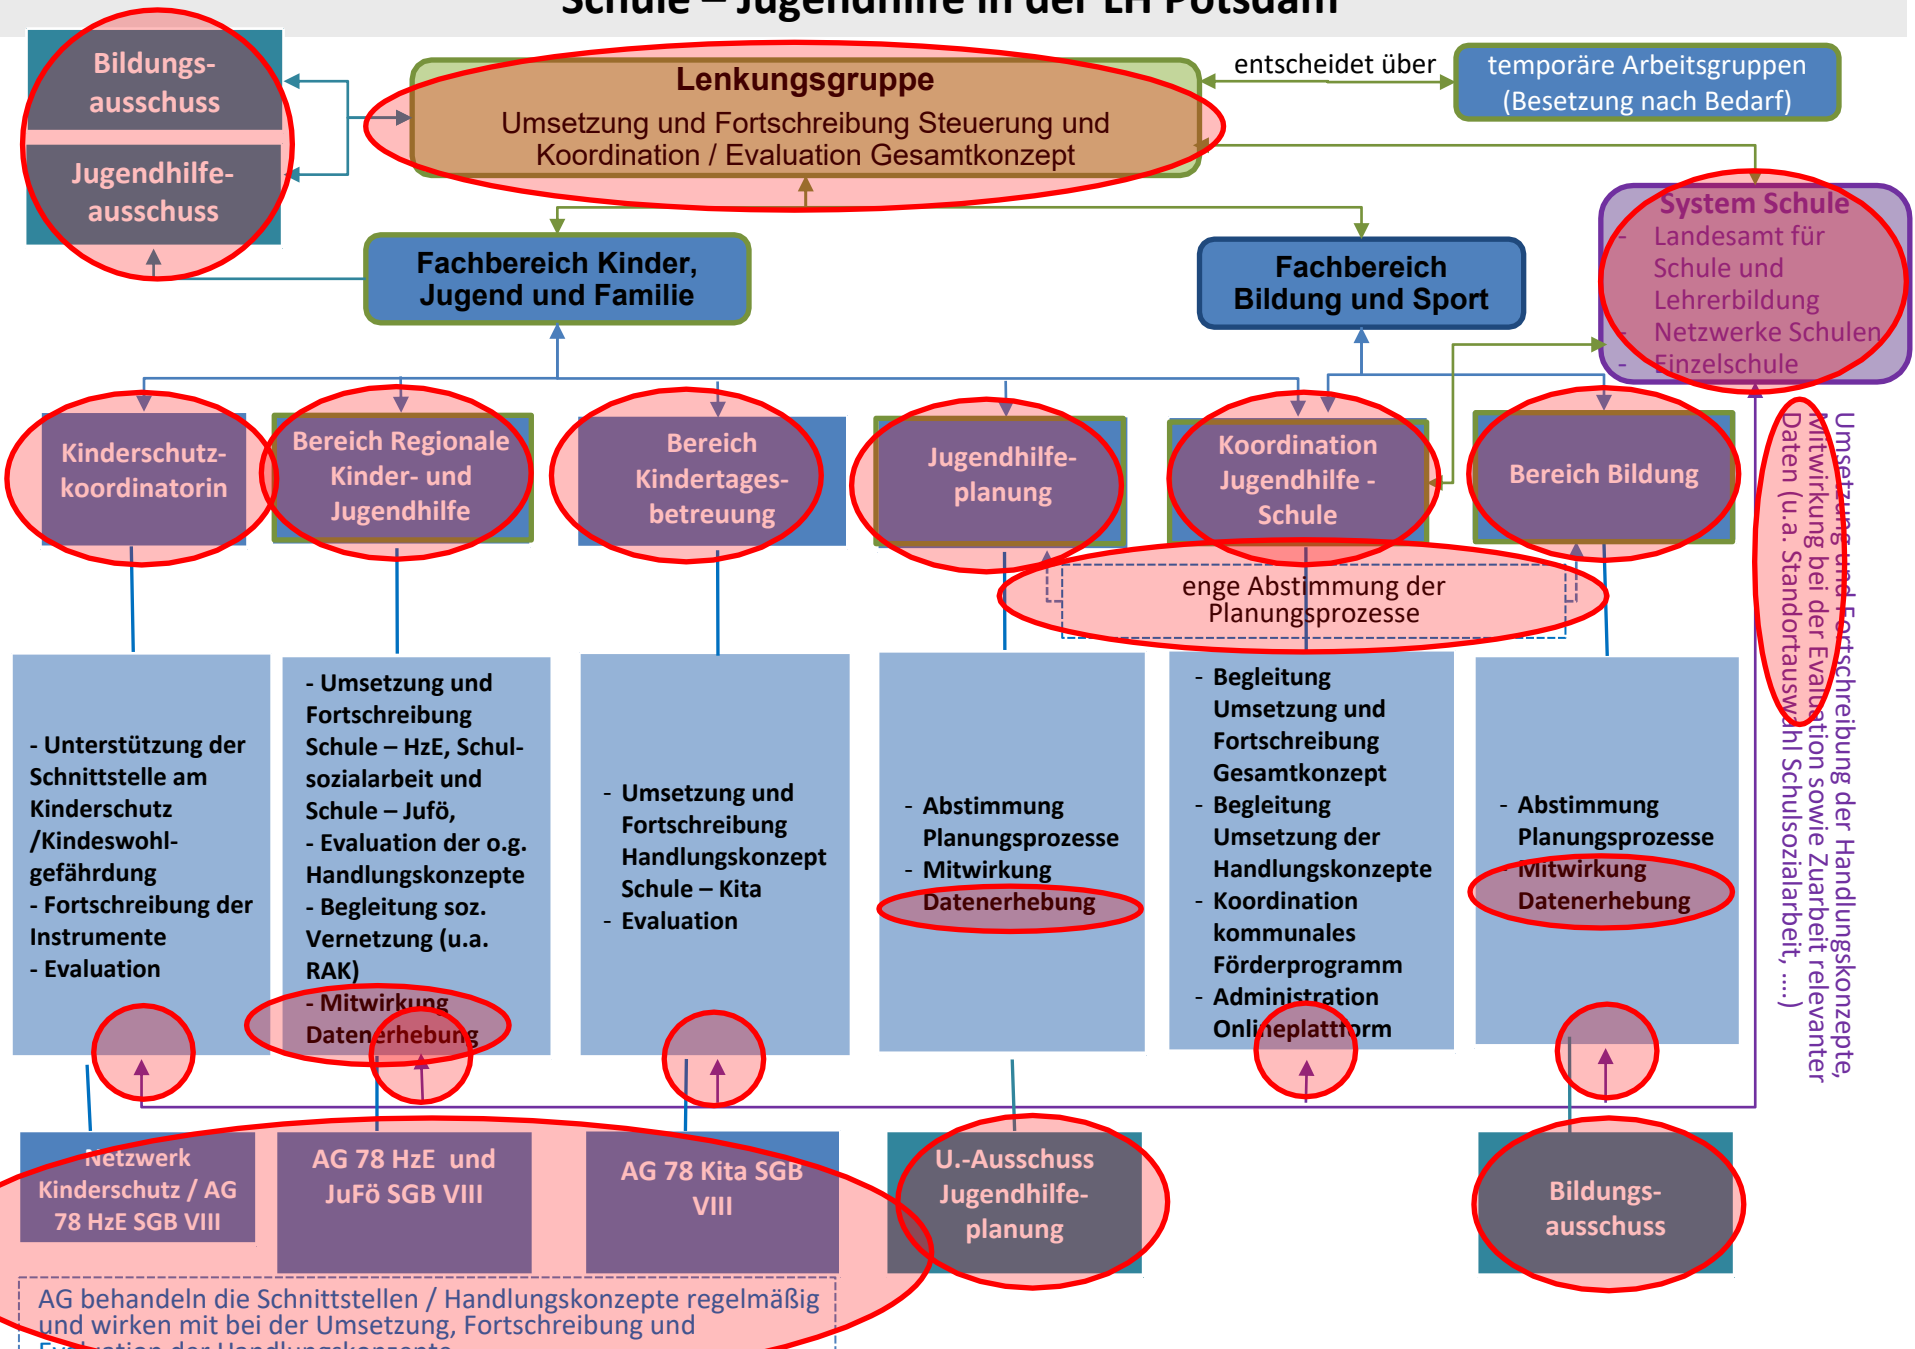 Schule – Jugendhilfe in der LH Potsdam
Bildungs-
ausschuss
Jugendhilfe-
ausschuss
Lenkungsgruppe
Umsetzung und Fortschreibung Steuerung und
Koordination / Evaluation Gesamtkonzept
entscheidet über
temporäre Arbeitsgruppen
(Besetzung nach Bedarf)
System Schule
- Landesamt für
Schule und
Lehrerbildung
- Netzwerke Schulen
- Einzelschule
Fachbereich Kinder,
Jugend und Familie
Fachbereich
Bildung und Sport
Kinderschutz-
koordinatorin
Bereich Regionale
Kinder- und
Jugendhilfe
Bereich
Kindertages-
betreuung
Jugendhilfe-
planung
Koordination
Jugendhilfe -
Schule
Bereich Bildung
enge Abstimmung der
Planungsprozesse
Umsetzung und Fortschreibung der Handlungskonzepte,
Mitwirkung bei der Evaluation sowie Zuarbeit relevanter
Daten (u.a. Standortauswahl Schulsozialarbeit, ....)
- Unterstützung der
Schnittstelle am
Kinderschutz
/Kindeswohl-
gefährdung
- Fortschreibung der
Instrumente
- Evaluation
- Umsetzung und
Fortschreibung
Schule – HzE, Schul-
sozialarbeit und
Schule – Jufö,
- Evaluation der o.g.
Handlungskonzepte
- Begleitung soz.
Vernetzung (u.a.
RAK)
- Mitwirkung
Datenerhebung
- Umsetzung und
Fortschreibung
Handlungskonzept
Schule – Kita
- Evaluation
- Abstimmung
Planungsprozesse
- Mitwirkung
Datenerhebung
- Begleitung
Umsetzung und
Fortschreibung
Gesamtkonzept
- Begleitung
Umsetzung der
Handlungskonzepte
- Koordination
kommunales
Förderprogramm
- Administration
Onlineplattform
- Abstimmung
Planungsprozesse
- Mitwirkung
Datenerhebung
Netzwerk
Kinderschutz / AG
78 HzE SGB VIII
AG 78 HzE und
JuFö SGB VIII
AG 78 Kita SGB
VIII
U.-Ausschuss
Jugendhilfe-
planung
Bildungs-
ausschuss
AG behandeln die Schnittstellen / Handlungskonzepte regelmäßig
und wirken mit bei der Umsetzung, Fortschreibung und
Evaluation der Handlungskonzepte